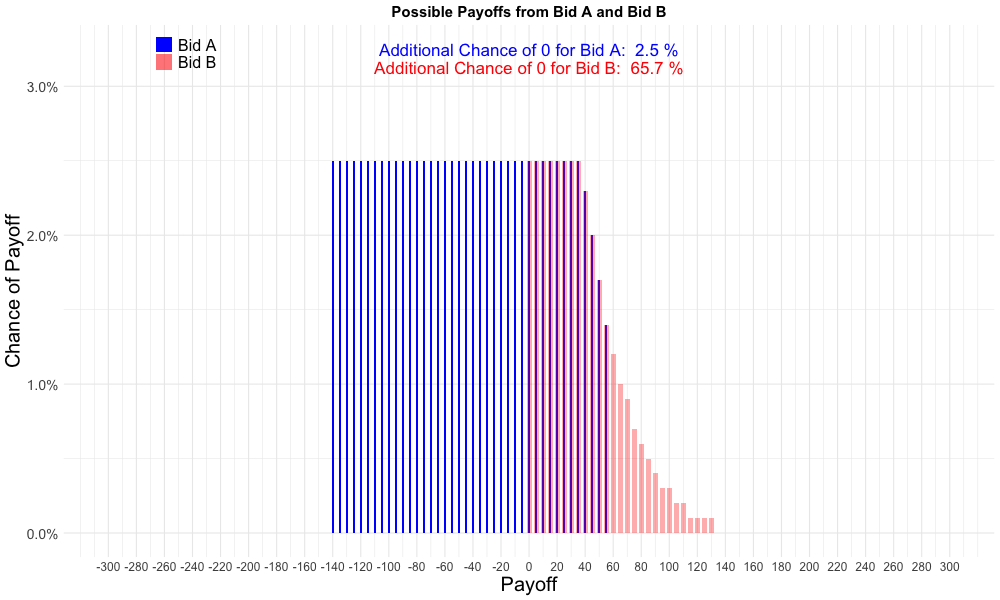 Possible Payoffs from Bid A and Bid B
Bid A
Bid B
Additional Chance of 0 for Bid A: 2.5 %
Additional Chance of 0 for Bid B: 65.7 %
Chance of Payoff
3.0%
2.0%
1.0%
0.0%
-300 -280 -260 -240 -220 -200 -180 -160 -140 -120 -100 -80 -60 -40 -20 0 20 40 60 80 100 120 140 160 180 200 220 240 260 280 300
Payoff